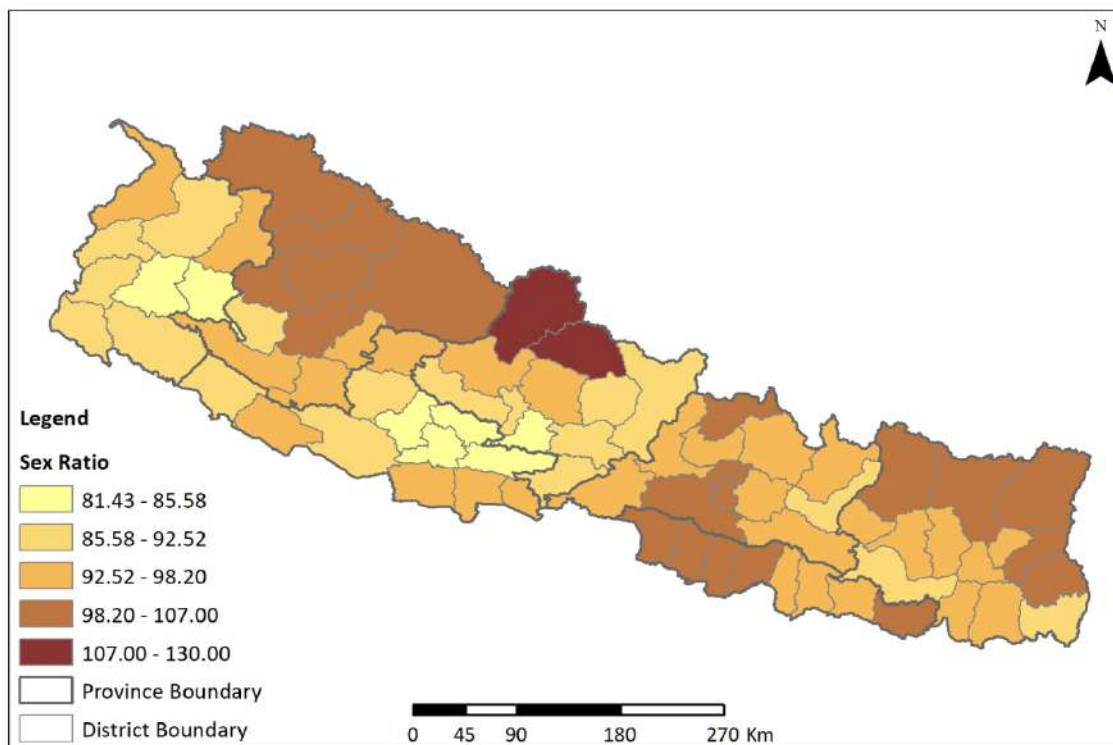 N
Legend
Sex Ratio
81.43 - 85.58
85.58 - 92.52
92.52 - 98.20
98.20 - 107.00
107.00 - 130.00
Province Boundary
District Boundary
0 45 90 180 270 Km